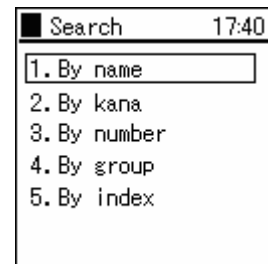 Search 17:40
1. By name
2. By kana
3. By number
4. By group
5. By index